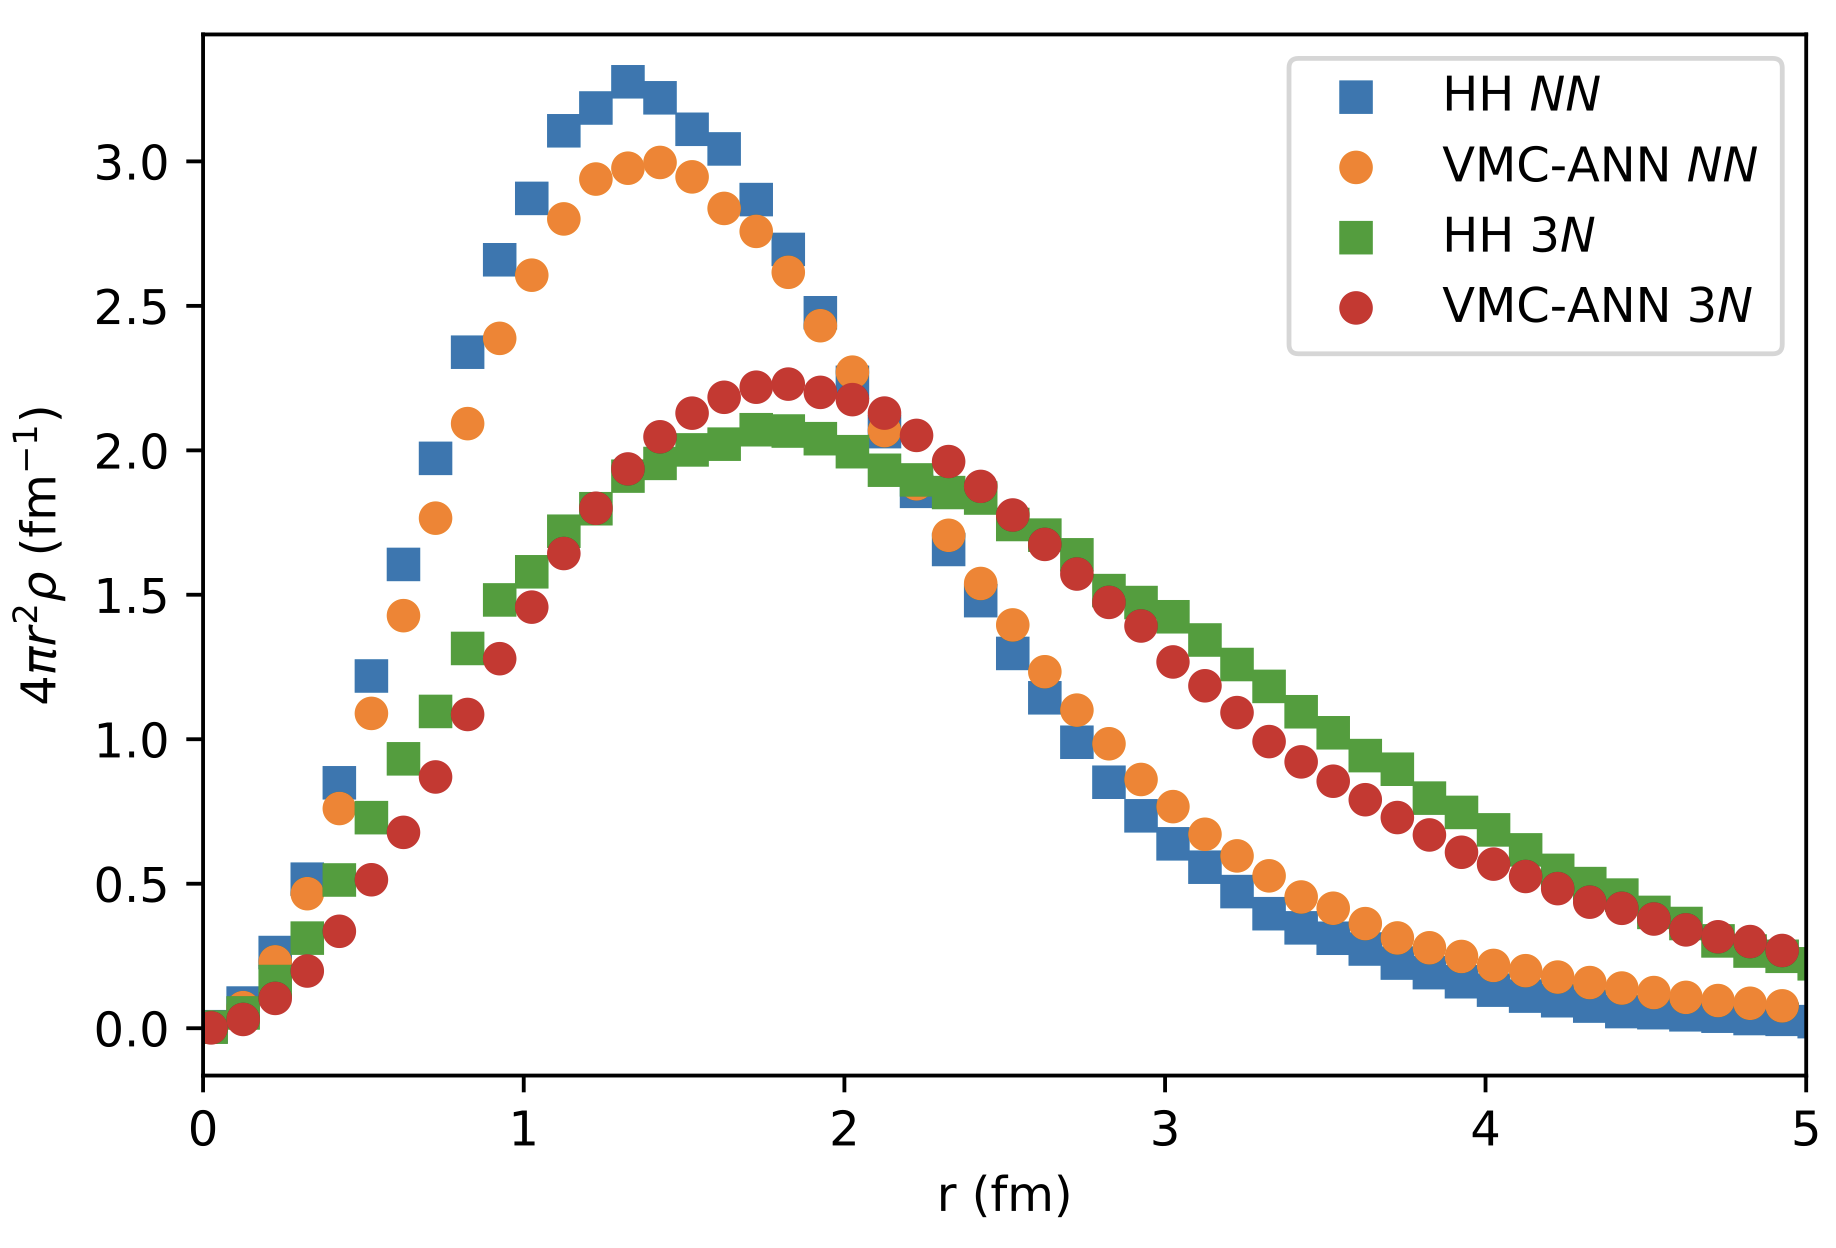 HH NN
VMC-ANN NN
HH 3N
VMC-ANN 3N
3.0
2.5
2.0
1.5
1.0
0.5
0.0
4πr²ρ (fm⁻¹)
0 1 2 3 4 5
r (fm)